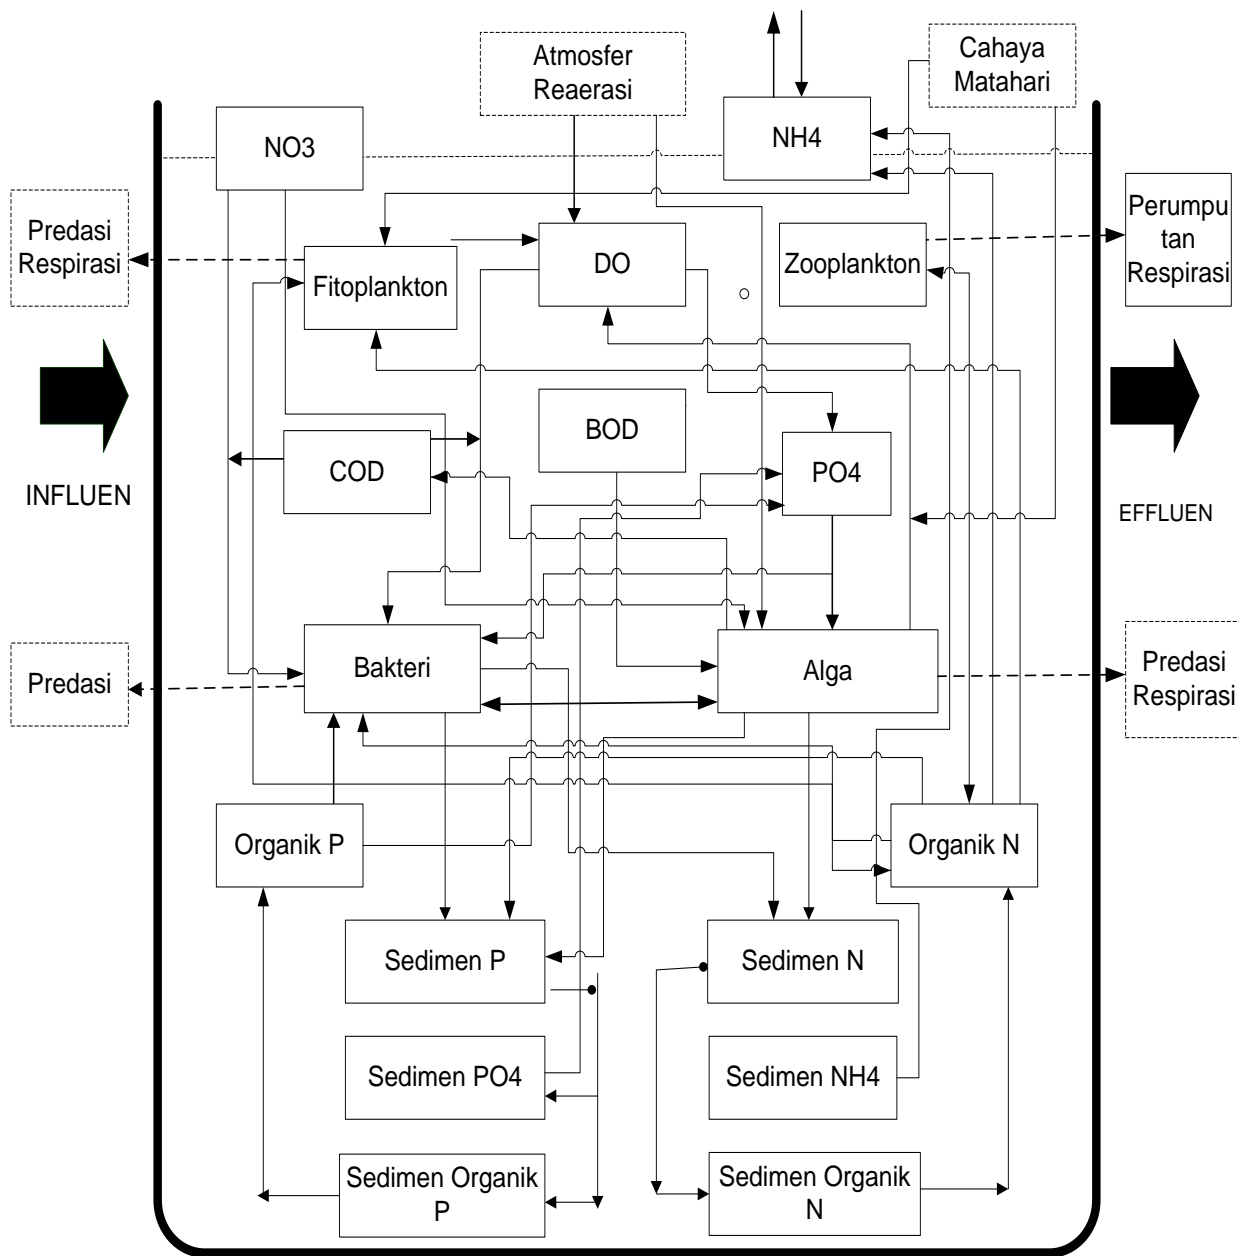 Atmosfer
Reaerasi
Cahaya
Matahari
NO3
NH4
Predasi
Respirasi
Fitoplankton
DO
Zooplankton
Perumpu
tan
Respirasi
BOD
COD
PO4
INFLUEN
EFFLUEN
Predasi
Bakteri
Alga
Predasi
Respirasi
Organik P
Organik N
Sedimen P
Sedimen N
Sedimen PO4
Sedimen NH4
Sedimen Organik
P
Sedimen Organik
N